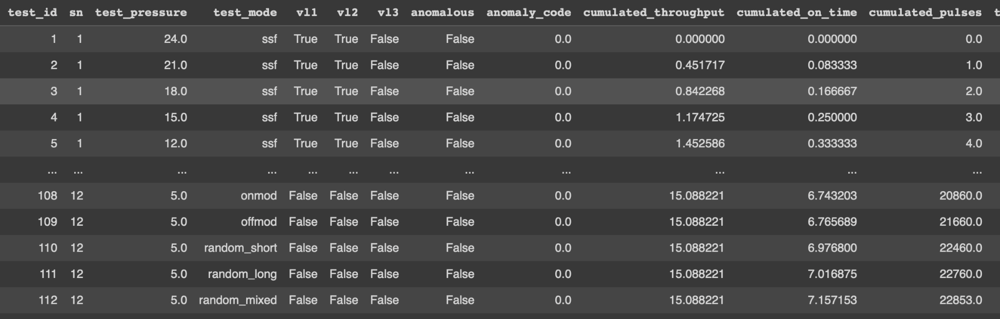 test_id sn test_pressure test_mode vl1 vl2 vl3 anomalous anomaly_code cumulated_throughput cumulated_on_time cumulated_pulses t
1 1 24.0 ssf True True False False 0.0 0.000000 0.000000 0.0
2 1 21.0 ssf True True False False 0.0 0.451717 0.083333 1.0
3 1 18.0 ssf True True False False 0.0 0.842268 0.166667 2.0
4 1 15.0 ssf True True False False 0.0 1.174725 0.250000 3.0
5 1 12.0 ssf True True False False 0.0 1.452586 0.333333 4.0
... ... ... ... ... ... ... ... ... ... ... ...
108 12 5.0 onmod False False False False 0.0 15.088221 6.743203 20860.0
109 12 5.0 offmod False False False False 0.0 15.088221 6.765689 21660.0
110 12 5.0 random_short False False False False 0.0 15.088221 6.976800 22460.0
111 12 5.0 random_long False False False False 0.0 15.088221 7.016875 22760.0
112 12 5.0 random_mixed False False False False 0.0 15.088221 7.157153 22853.0